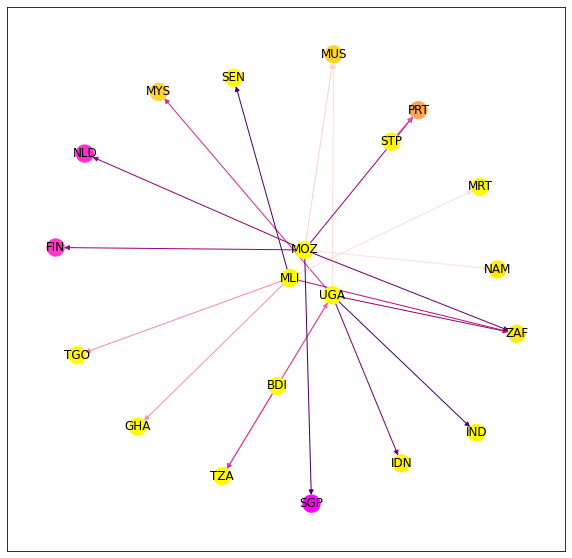 MUS
SEN
MYS
PRT
STP
NLD
MRT
FIN
MOZ
NAM
MLI
UGA
ZAF
TGO
BDI
GHA
IND
IDN
TZA
SGP